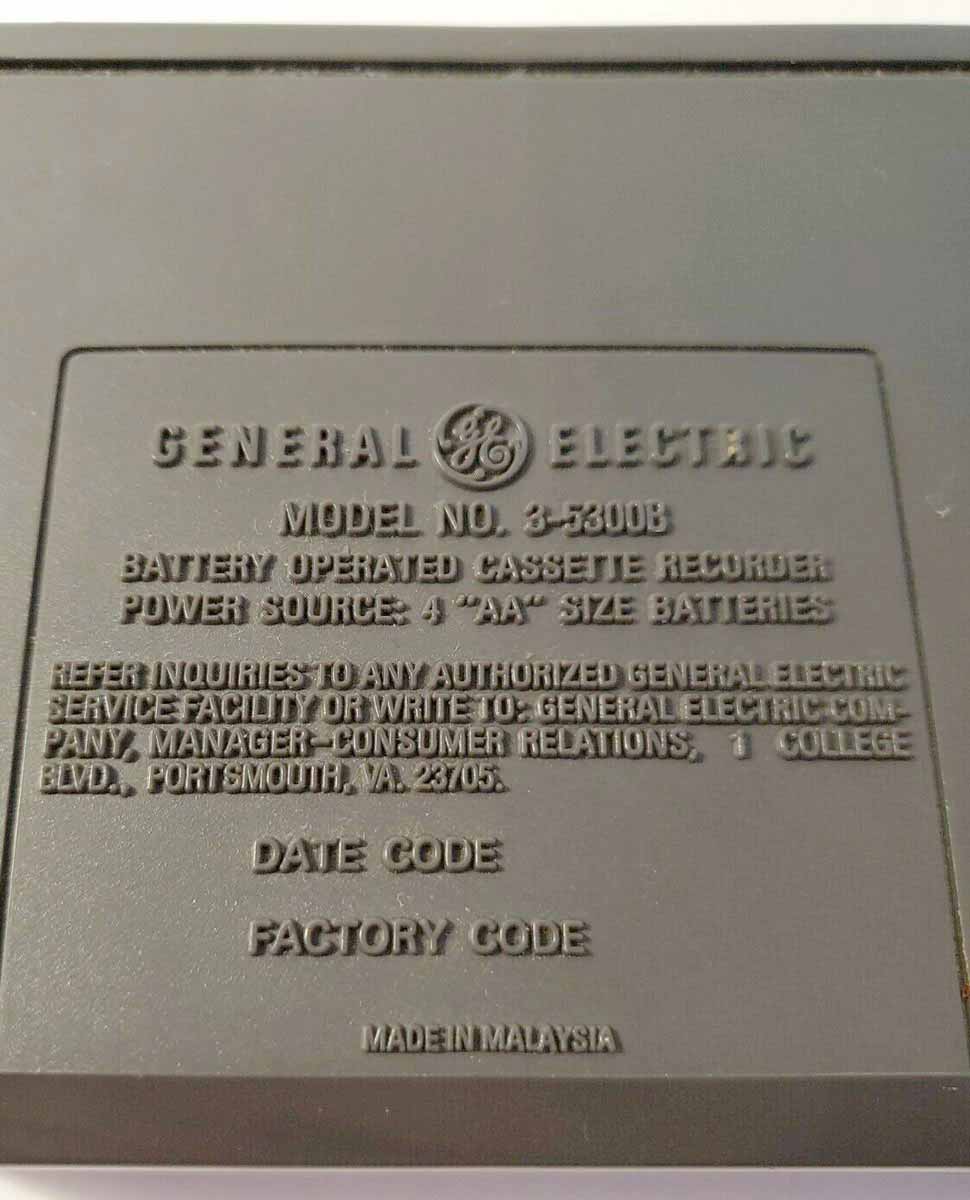 GENERAL GE ELECTRIC
MODEL NO. 3-5300B
BATTERY OPERATED CASSETTE RECORDER
POWER SOURCE: 4 "AA" SIZE BATTERIES
REFER INQUIRIES TO ANY AUTHORIZED GENERAL ELECTRIC
SERVICE FACILITY OR WRITE TO: GENERAL ELECTRIC COM-
PANY, MANAGER-CONSUMER RELATIONS, 1 COLLEGE
BLVD., PORTSMOUTH, VA. 23705.
DATE CODE
FACTORY CODE
MADE IN MALAYSIA